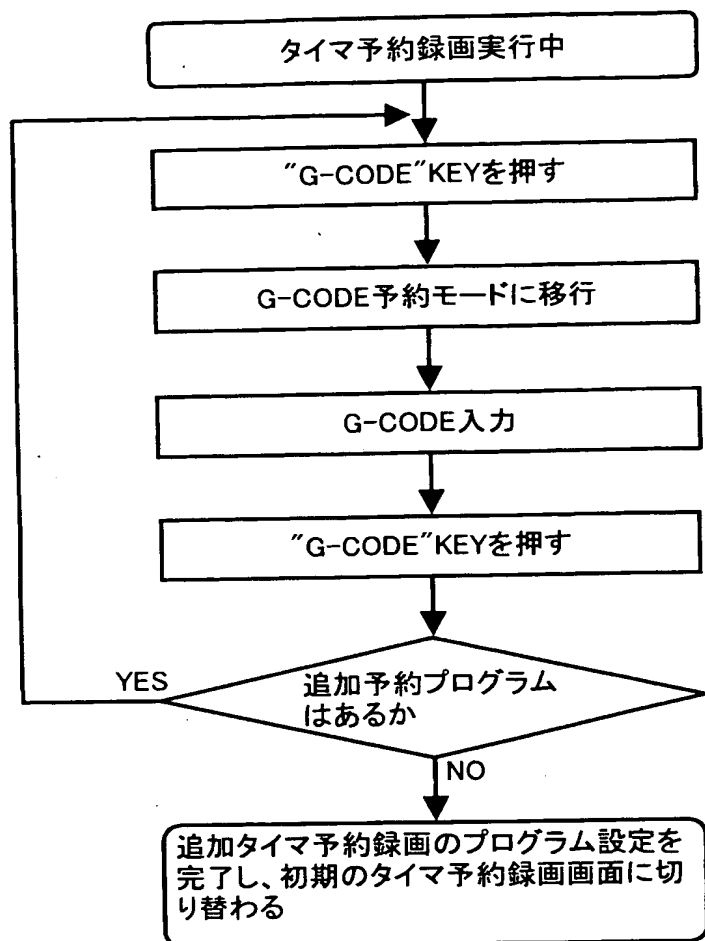 タイマ予約録画実行中
"G-CODE"KEYを押す
G-CODE予約モードに移行
G-CODE入力
"G-CODE"KEYを押す
追加予約プログラム
はあるか
YES
NO
追加タイマ予約録画のプログラム設定を
完了し、初期のタイマ予約録画画面に切
り替わる